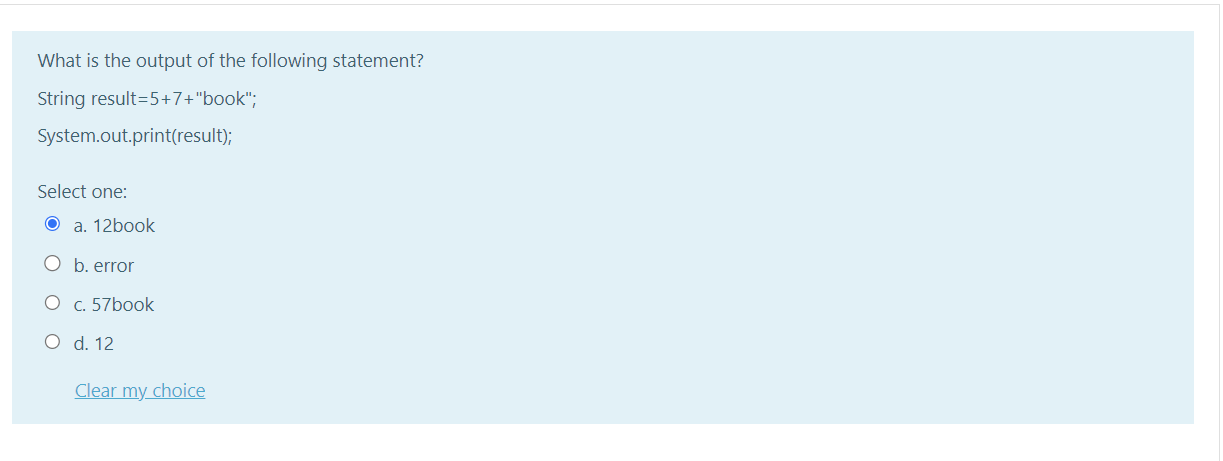 What is the output of the following statement?
String result=5+7+"book";
System.out.print(result);
Select one:
a. 12book
b. error
c. 57book
d. 12
Clear my choice